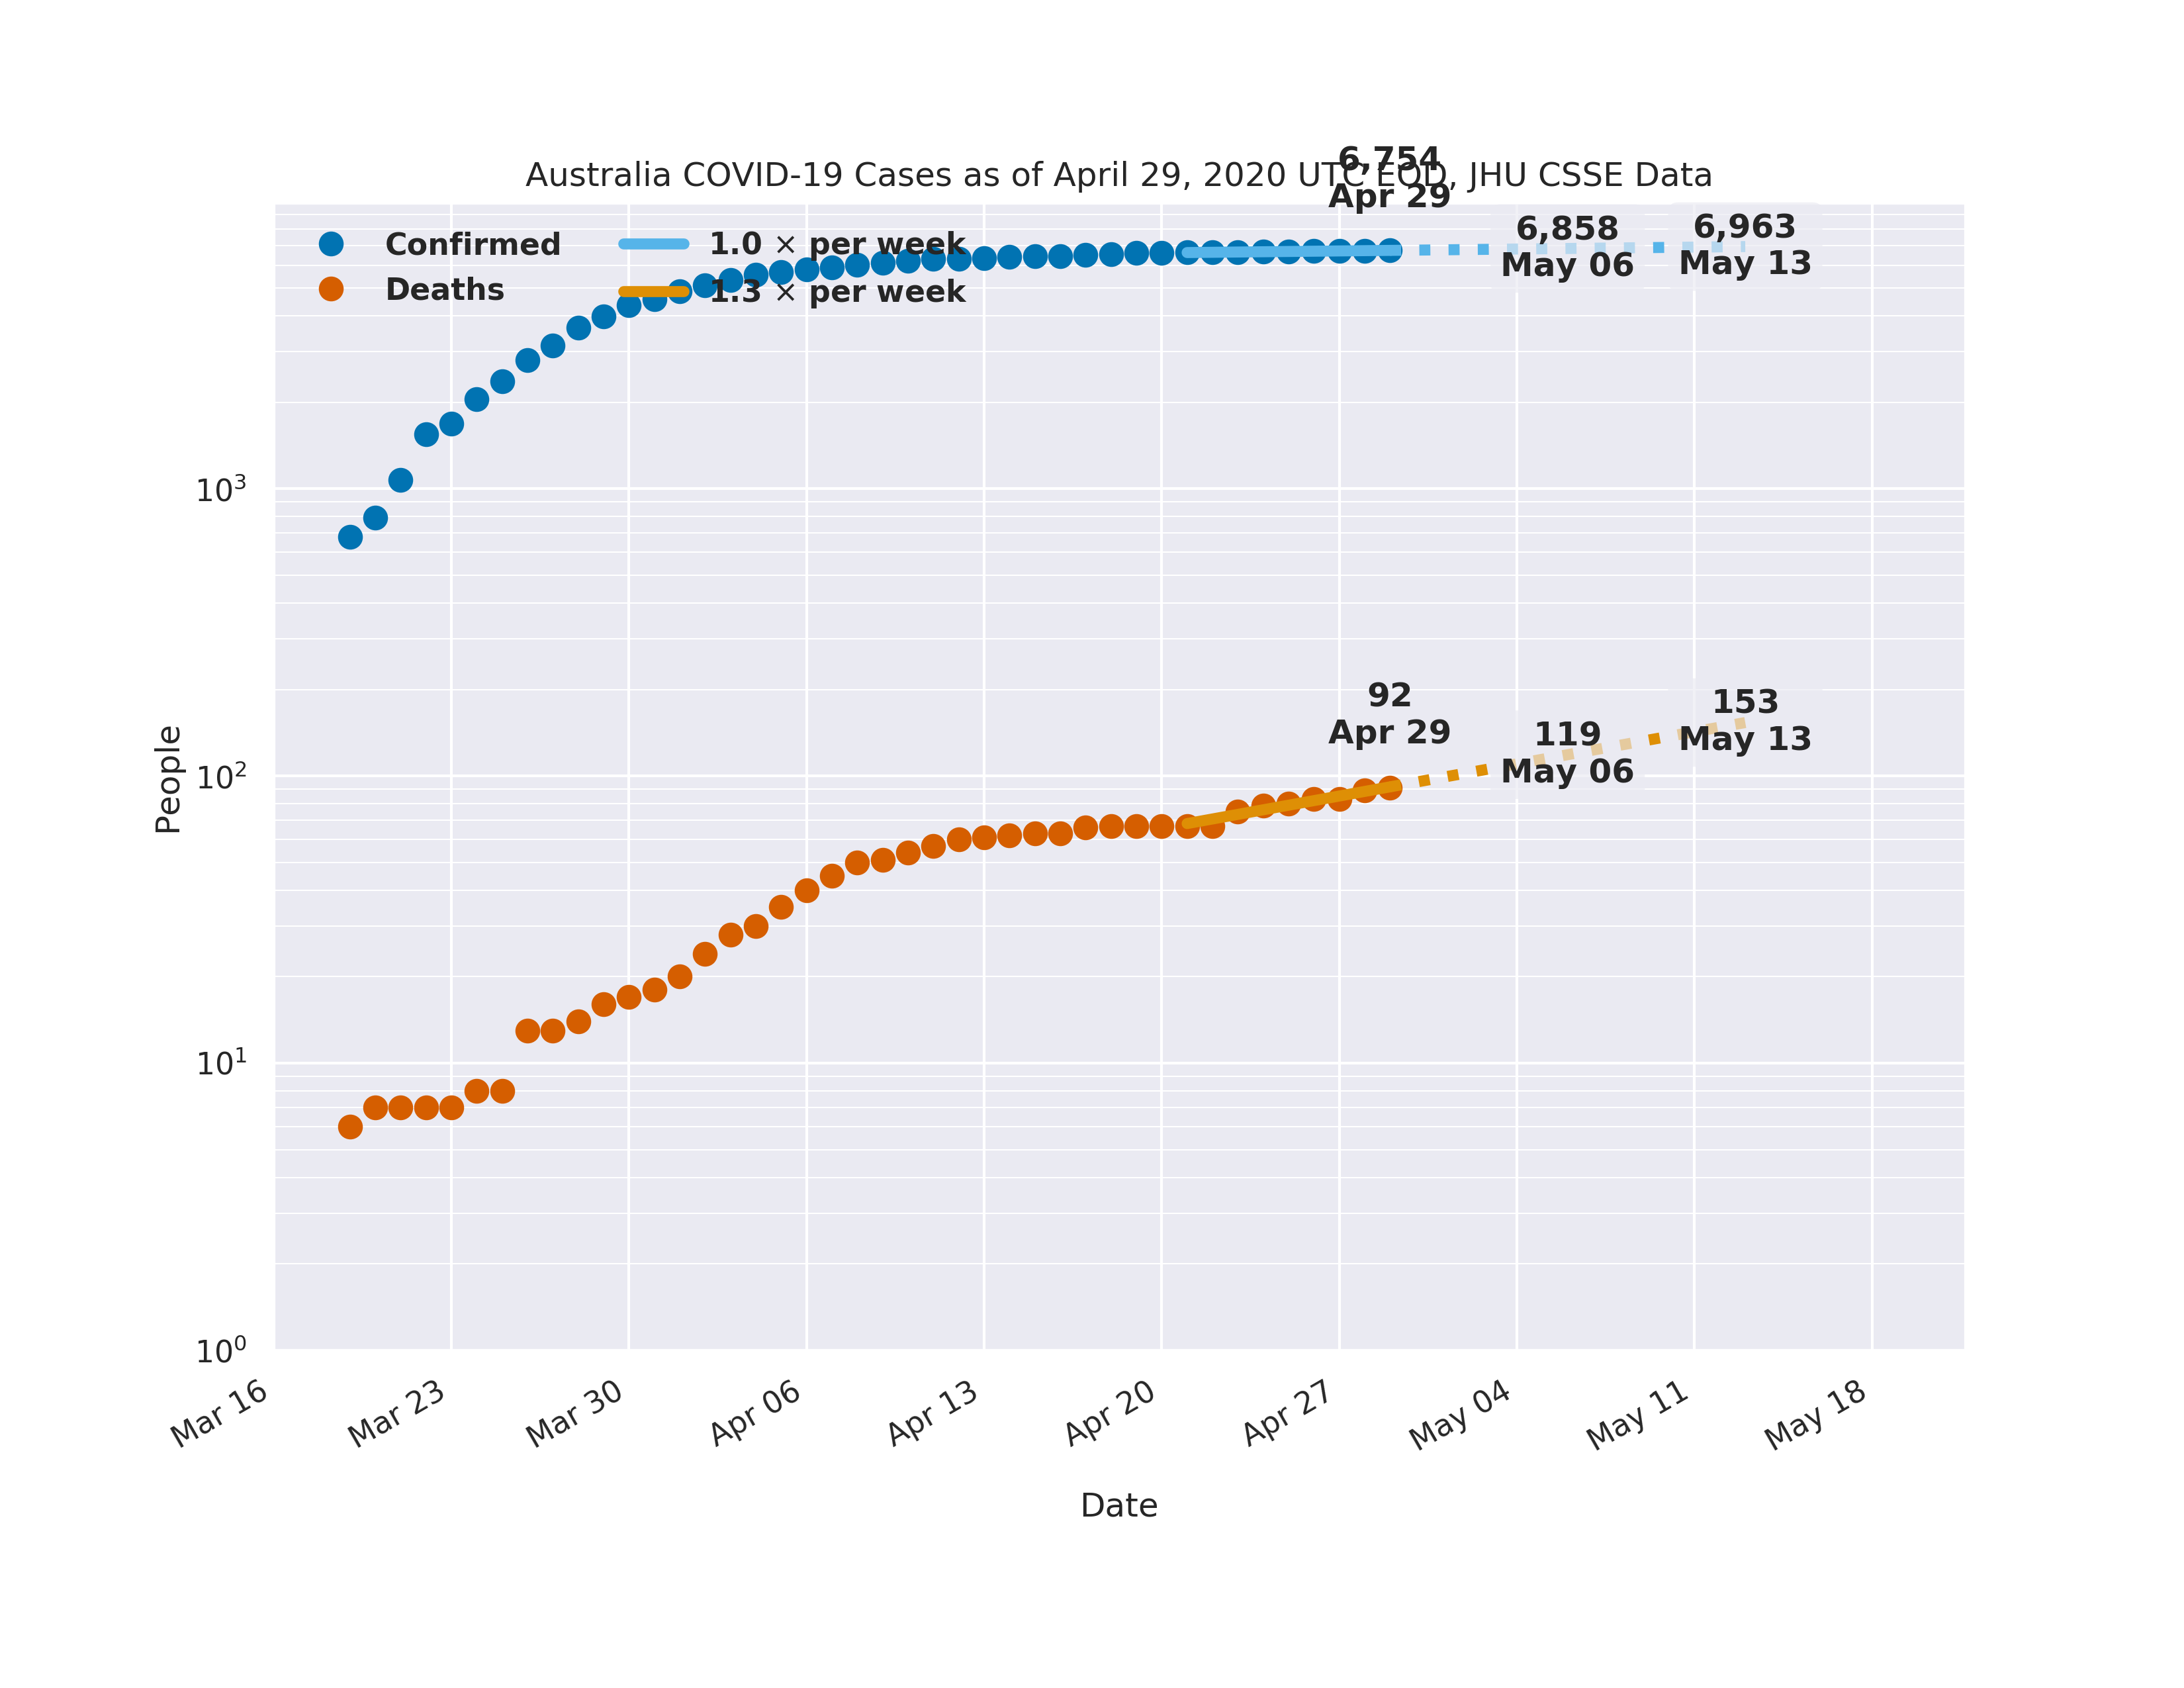 6,754
Apr 29
Australia COVID-19 Cases as of April 29, 2020 UTC EOD, JHU CSSE Data
Confirmed
Deaths
1.0 × per week
1.3 × per week
6,858
May 06
6,963
May 13
92
Apr 29
119
May 06
153
May 13
People
10³
10²
10¹
10⁰
Mar 16
Mar 23
Mar 30
Apr 06
Apr 13
Apr 20
Apr 27
May 04
May 11
May 18
Date